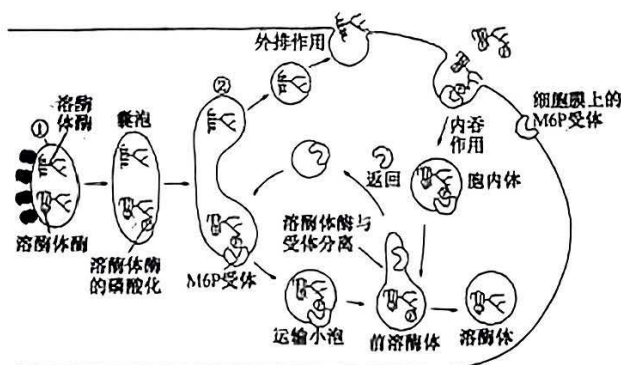 外排作用
溶酶
体酶
①
囊泡
②
细胞膜上的
M6P受体
内吞
作用
返回
胞内体
溶酶体酶与
受体分离
溶酶体酶
溶酶体酶
的磷酸化
M6P受体
运输小泡
前溶酶体
溶酶体